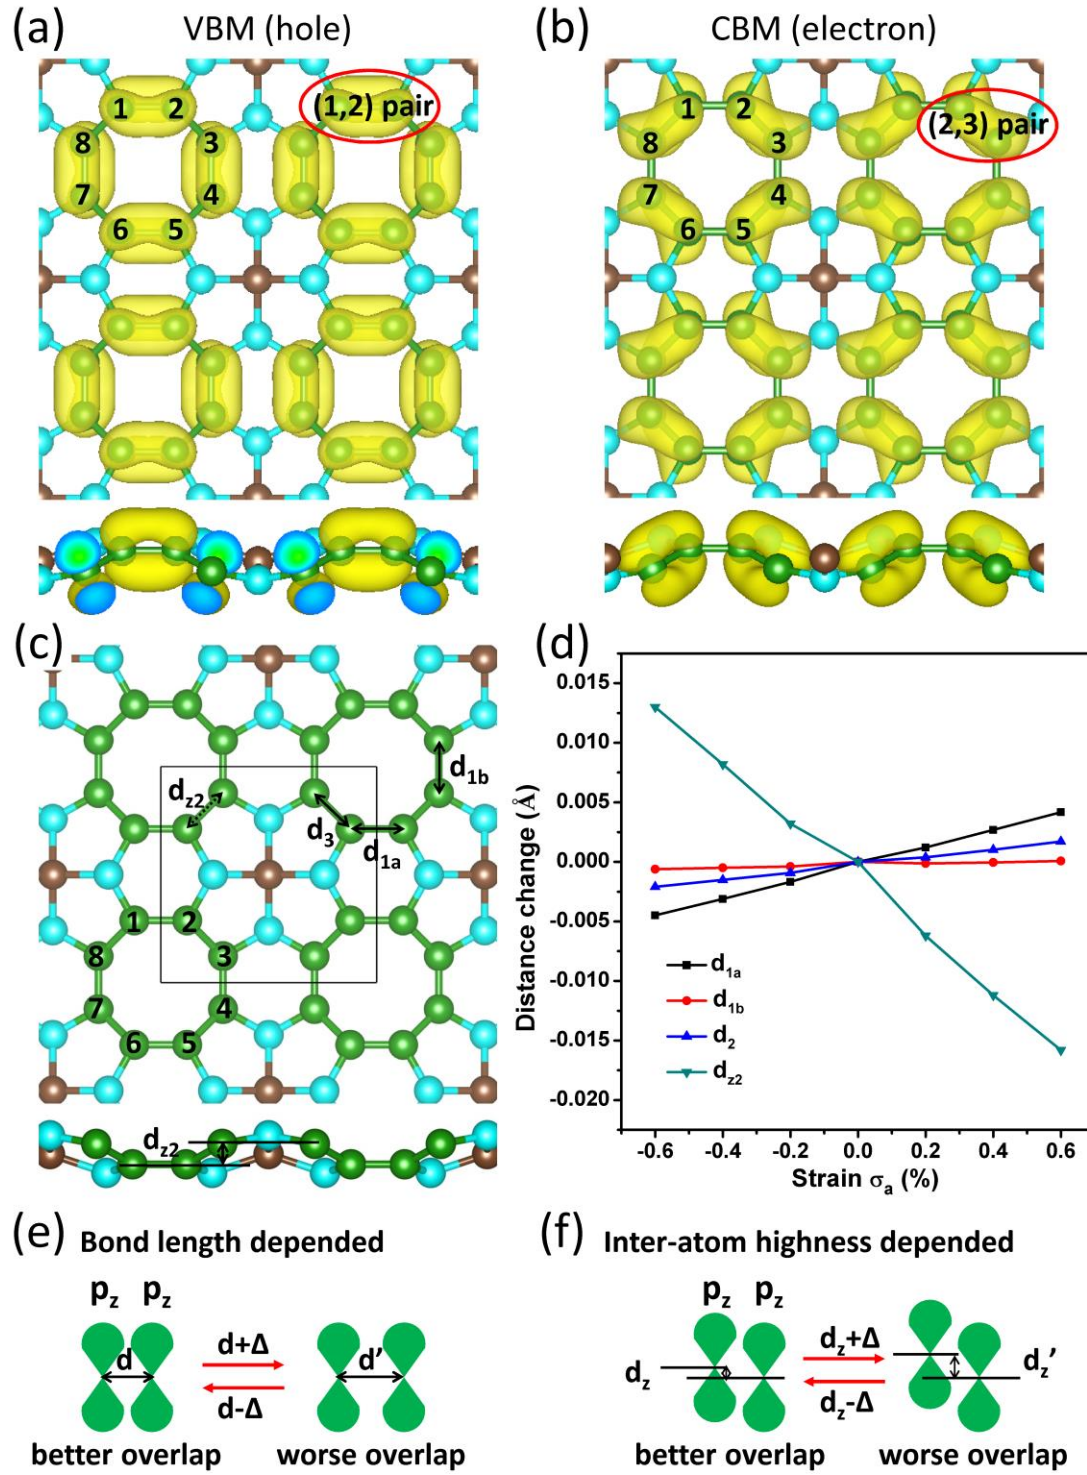 (a) VBM (hole)
(1,2) pair
1 2
8 3
7 4
6 5
(b) CBM (electron)
(2,3) pair
1 2
8 3
7 4
6 5
(c)
d1b
dz2
d3
d1a
1 2
8 3
7 4
6 5
dz2
(d)
Distance change (Å)
0.015
0.010
0.005
0.000
-0.005
-0.010
-0.015
-0.020
d1a
d1b
d2
dz2
-0.6 -0.4 -0.2 0.0 0.2 0.4 0.6
Strain σa (%)
(e) Bond length depended
pz pz
d d+Δ d'
d-Δ
better overlap worse overlap
(f) Inter-atom highness depended
pz pz
dz dz+Δ dz'
dz-Δ
better overlap worse overlap